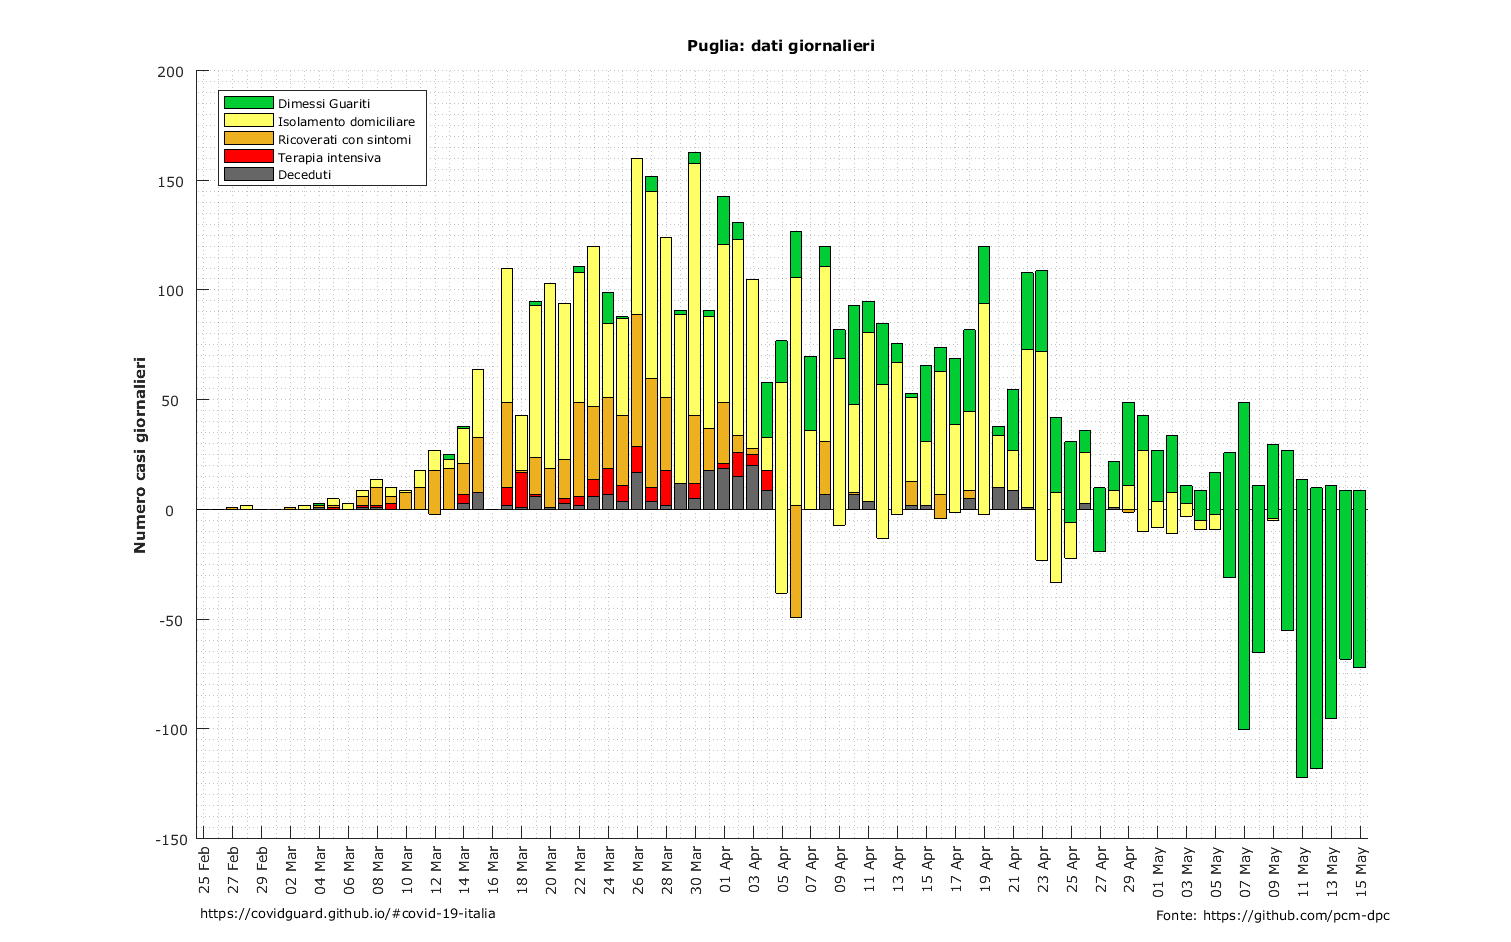 Puglia: dati giornalieri
200
150
100
50
0
-50
-100
-150
Numero casi giornalieri
Dimessi Guariti
Isolamento domiciliare
Ricoverati con sintomi
Terapia intensiva
Deceduti
25 Feb
27 Feb
29 Feb
02 Mar
04 Mar
06 Mar
08 Mar
10 Mar
12 Mar
14 Mar
16 Mar
18 Mar
20 Mar
22 Mar
24 Mar
26 Mar
28 Mar
30 Mar
01 Apr
03 Apr
05 Apr
07 Apr
09 Apr
11 Apr
13 Apr
15 Apr
17 Apr
19 Apr
21 Apr
23 Apr
25 Apr
27 Apr
29 Apr
01 May
03 May
05 May
07 May
09 May
11 May
13 May
15 May
https://covidguard.github.io/#covid-19-italia
Fonte: https://github.com/pcm-dpc